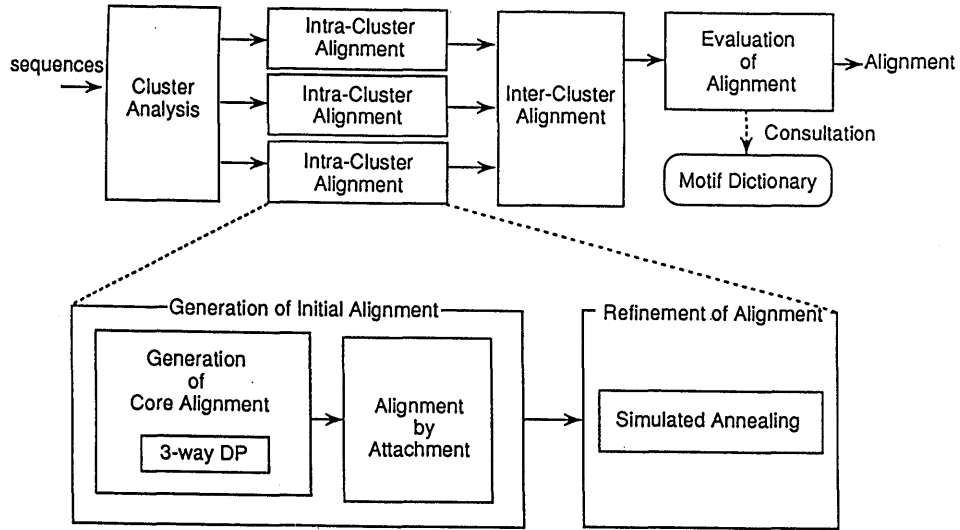 sequences
Cluster
Analysis
Intra-Cluster
Alignment
Intra-Cluster
Alignment
Intra-Cluster
Alignment
Inter-Cluster
Alignment
Evaluation
of
Alignment
Alignment
Consultation
Motif Dictionary
Generation of Initial Alignment
Generation
of
Core Alignment
3-way DP
Alignment
by
Attachment
Refinement of Alignment
Simulated Annealing